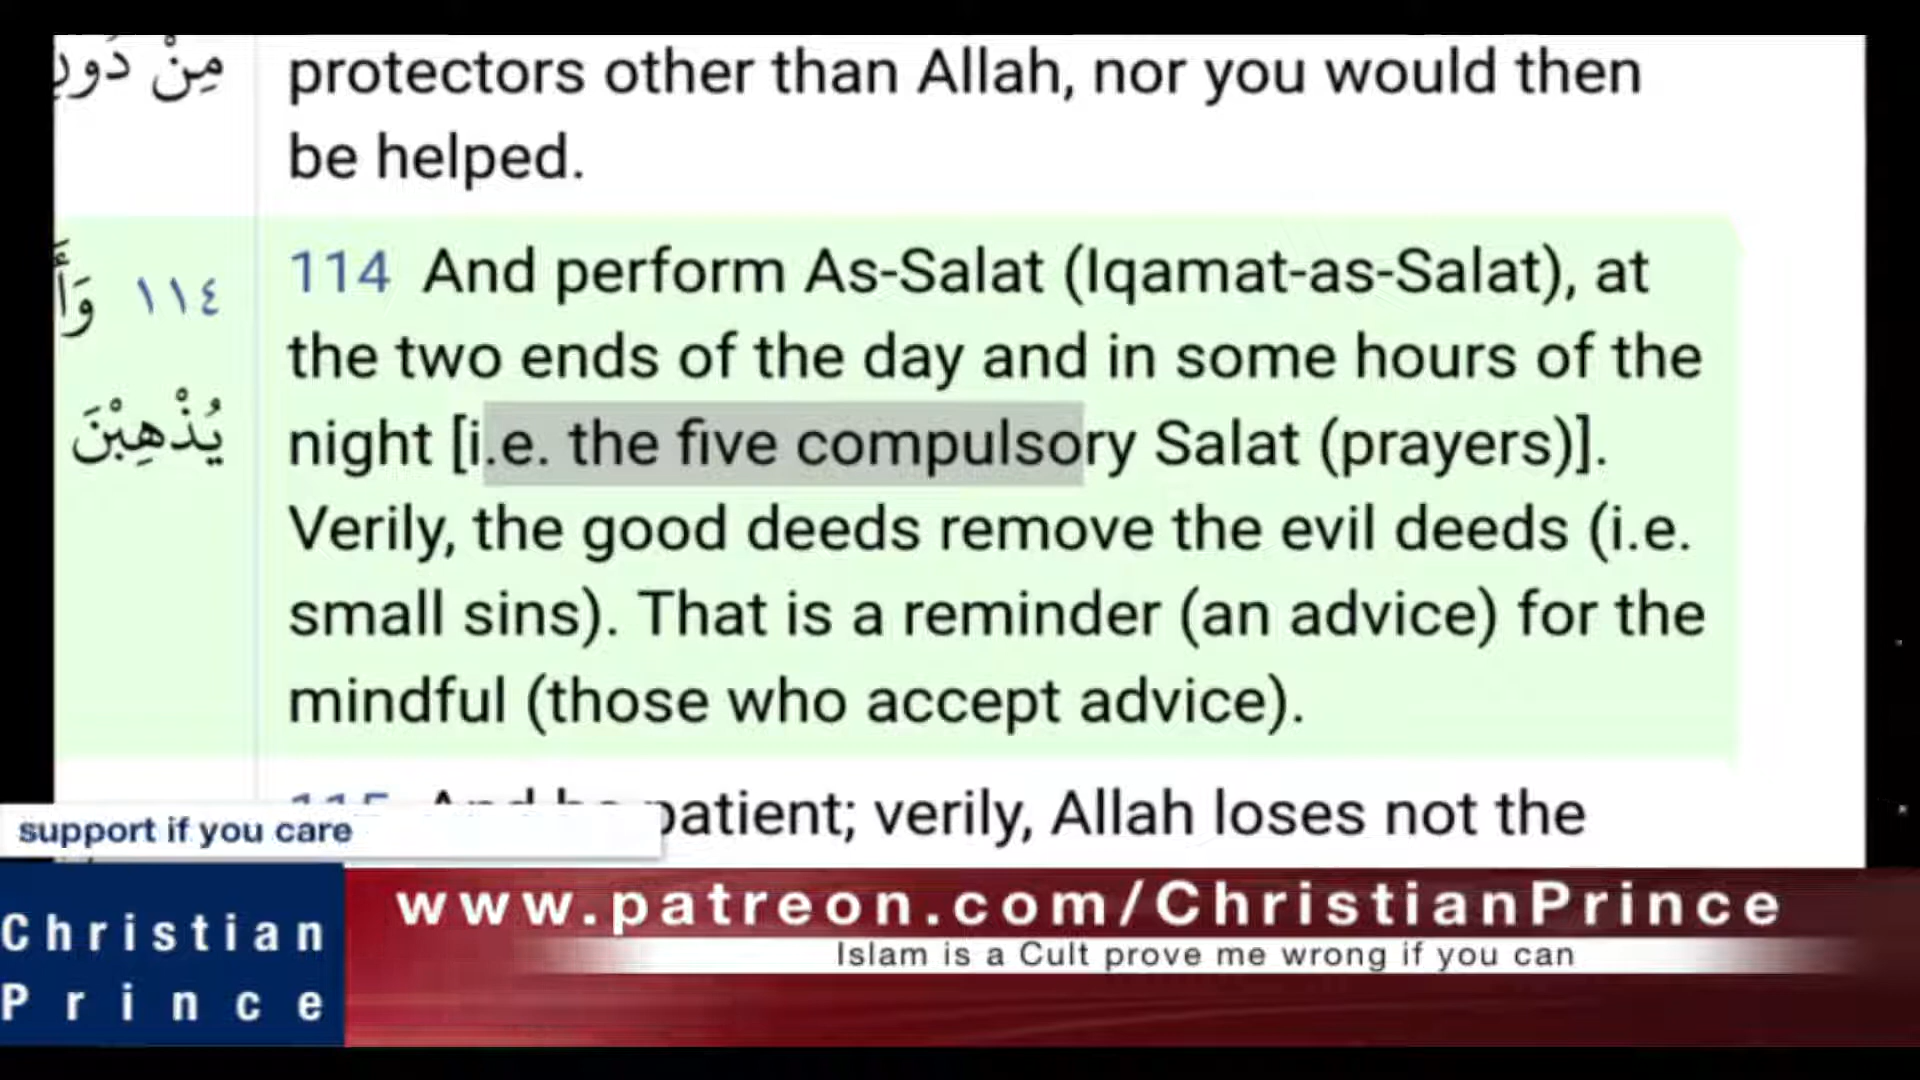 مِنْ دُونِ
protectors other than Allah, nor you would then
be helped.
١١٤
114 And perform As-Salat (Iqamat-as-Salat), at
the two ends of the day and in some hours of the
يُذْهِبْنَ
night [i.e. the five compulsory Salat (prayers)].
Verily, the good deeds remove the evil deeds (i.e.
small sins). That is a reminder (an advice) for the
mindful (those who accept advice).
115 And be patient; verily, Allah loses not the
support if you care
Christian
Prince
www.patreon.com/ChristianPrince
Islam is a Cult prove me wrong if you can